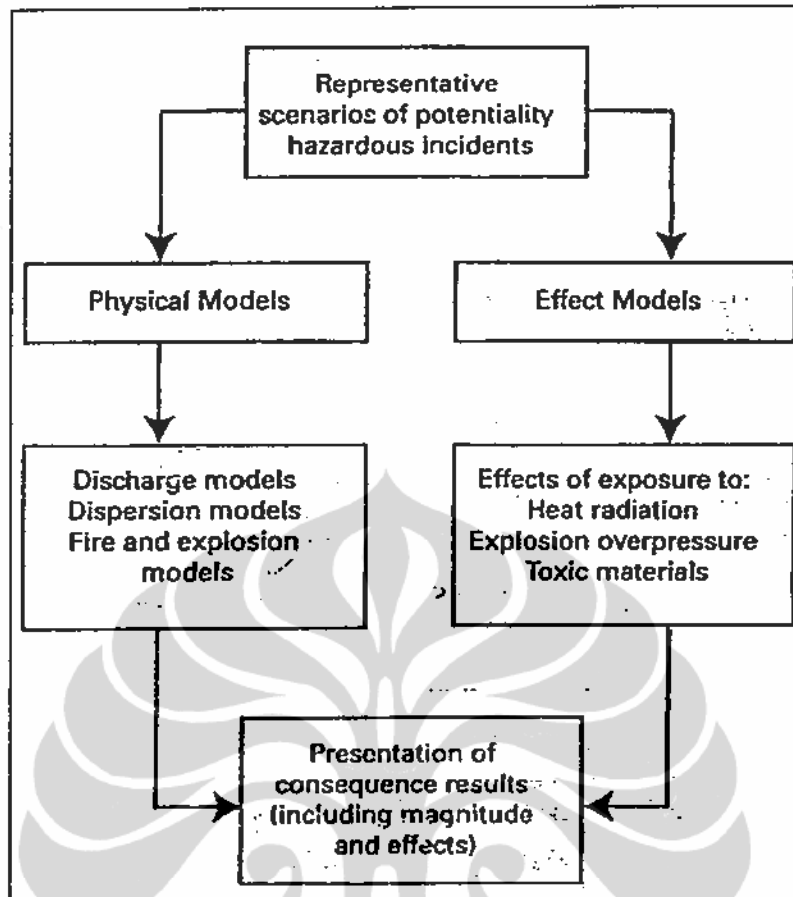 Representative
scenarios of potentiality
hazardous incidents
Physical Models
Effect Models
Discharge models
Dispersion models
Fire and explosion
models
Effects of exposure to:
Heat radiation
Explosion overpressure
Toxic materials
Presentation of
consequence results
(including magnitude
and effects)